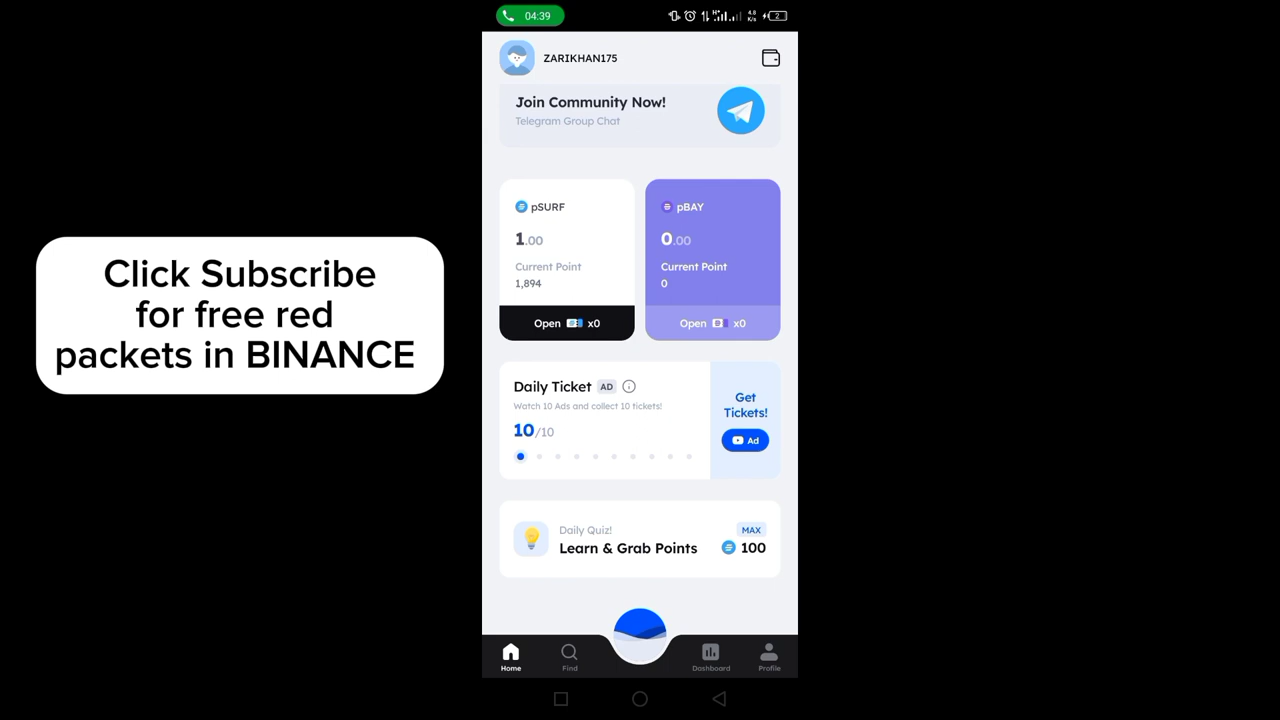 04:39
4.8
K/s
2
ZARIKHAN175
Join Community Now!
Telegram Group Chat
Click Subscribe
for free red
packets in BINANCE
pSURF
1.00
Current Point
1,894
Open x0
pBAY
0.00
Current Point
0
Open x0
Daily Ticket AD
Watch 10 Ads and collect 10 tickets!
10/10
Get
Tickets!
Ad
Daily Quiz!
Learn & Grab Points
MAX
100
Home
Find
Dashboard
Profile